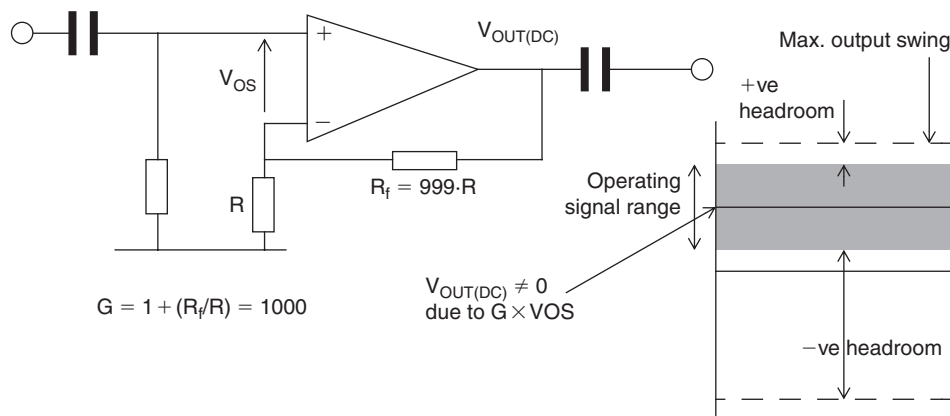 V_OUT(DC)
Max. output swing
+ve
headroom
+
V_OS
−
Operating
signal range
R
R_f = 999·R
V_OUT(DC) ≠ 0
due to G × VOS
G = 1 + (R_f/R) = 1000
−ve headroom